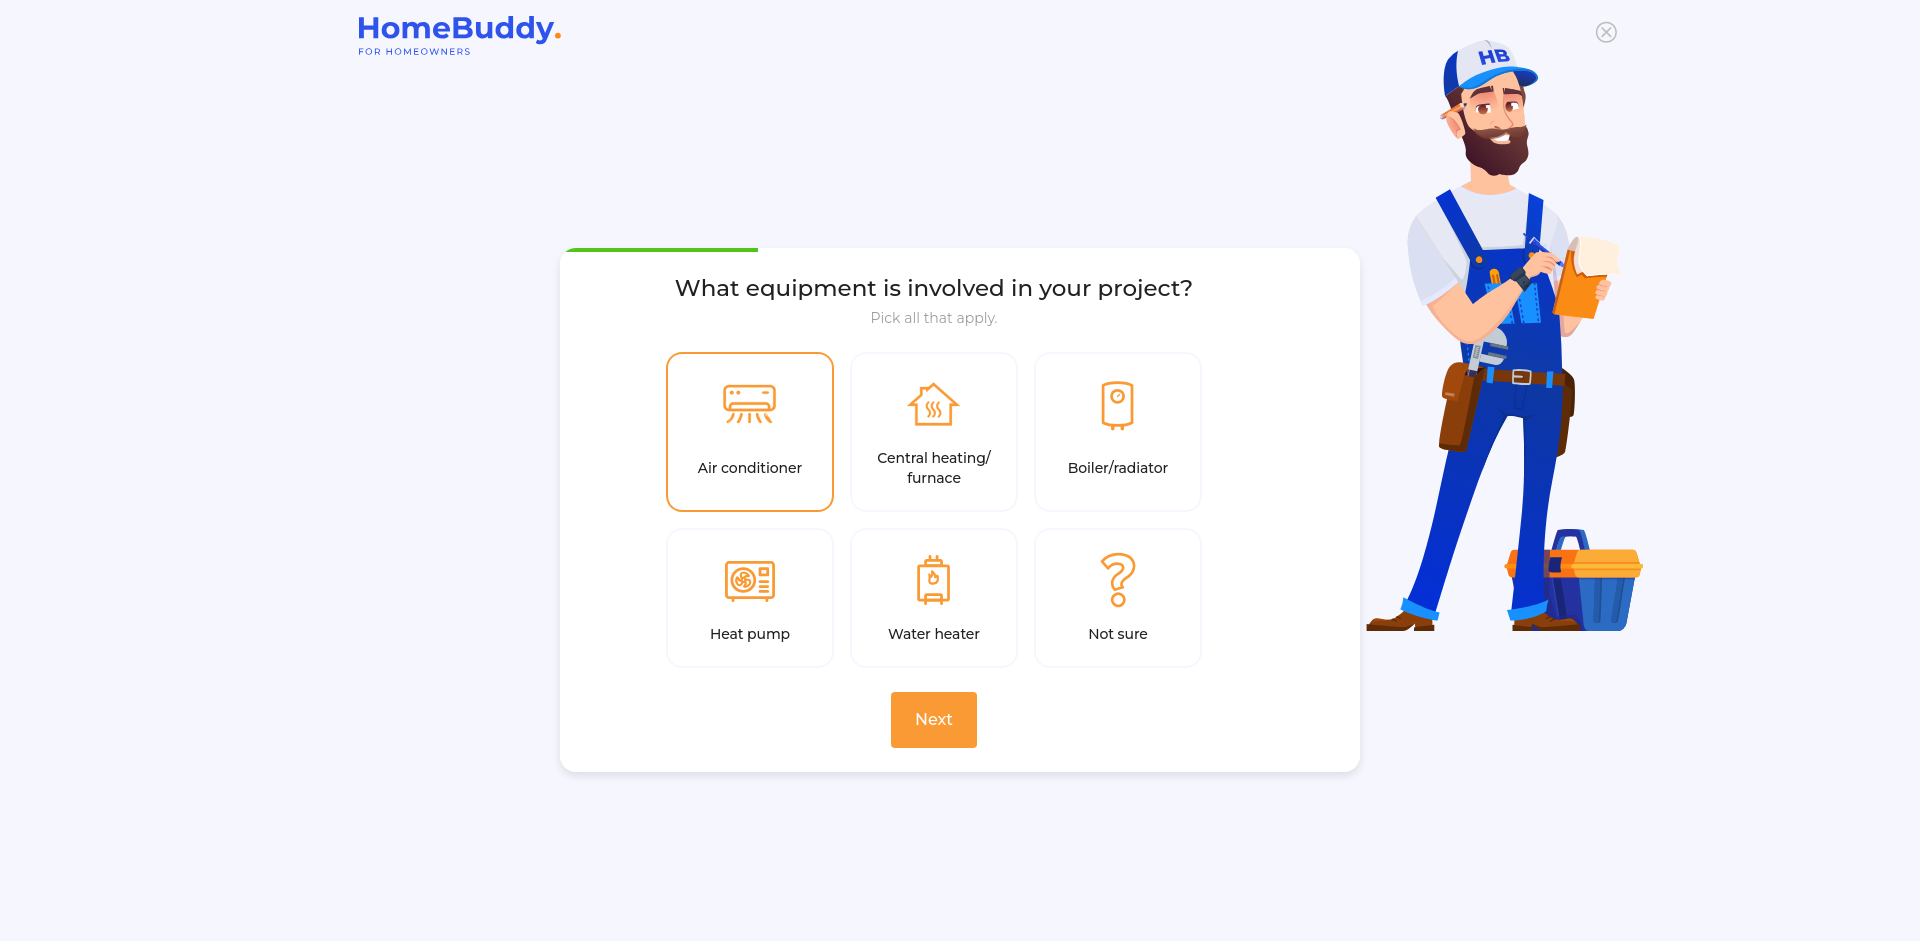 HomeBuddy.
FOR HOMEOWNERS
HB
What equipment is involved in your project?
Pick all that apply.
Air conditioner
Central heating/
furnace
Boiler/radiator
Heat pump
Water heater
Not sure
Next